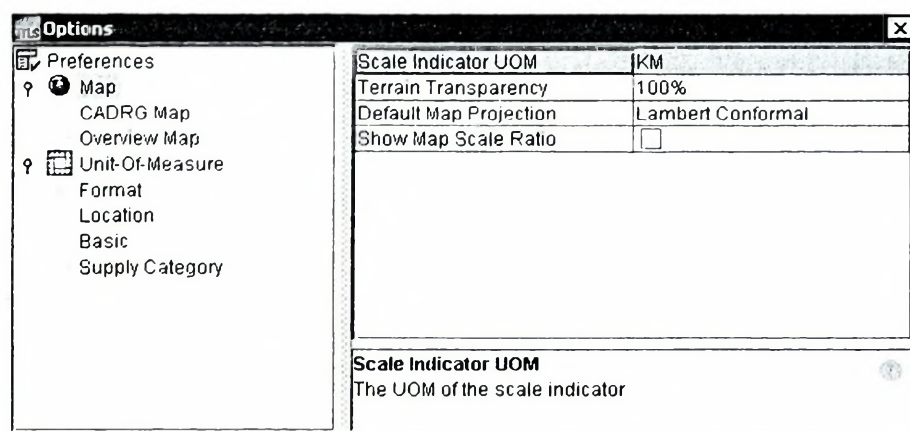 TLS Options
Preferences
Map
CADRG Map
Overview Map
Unit-Of-Measure
Format
Location
Basic
Supply Category
Scale Indicator UOM KM
Terrain Transparency 100%
Default Map Projection Lambert Conformal
Show Map Scale Ratio
Scale Indicator UOM
The UOM of the scale indicator